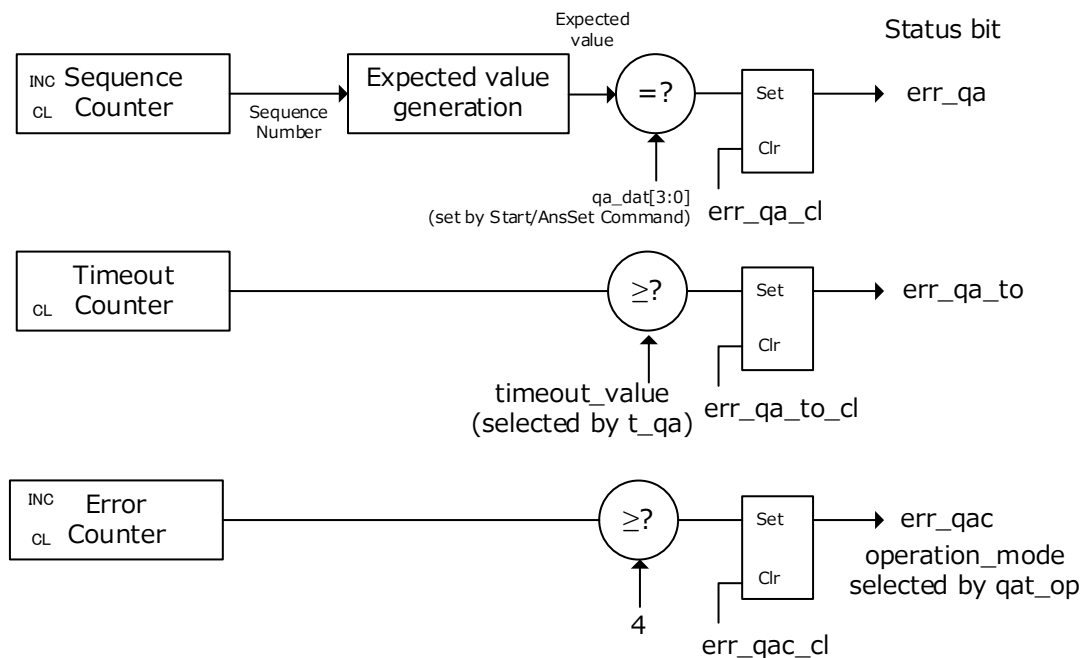 Expected
value
Status bit
INC Sequence
CL Counter
Sequence
Number
Expected value
generation
=?
Set
Clr
err_qa
qa_dat[3:0]
(set by Start/AnsSet Command)
err_qa_cl
Timeout
CL Counter
≥?
Set
Clr
err_qa_to
timeout_value
(selected by t_qa)
err_qa_to_cl
INC Error
CL Counter
≥?
Set
Clr
err_qac
operation_mode
selected by qat_op
4
err_qac_cl